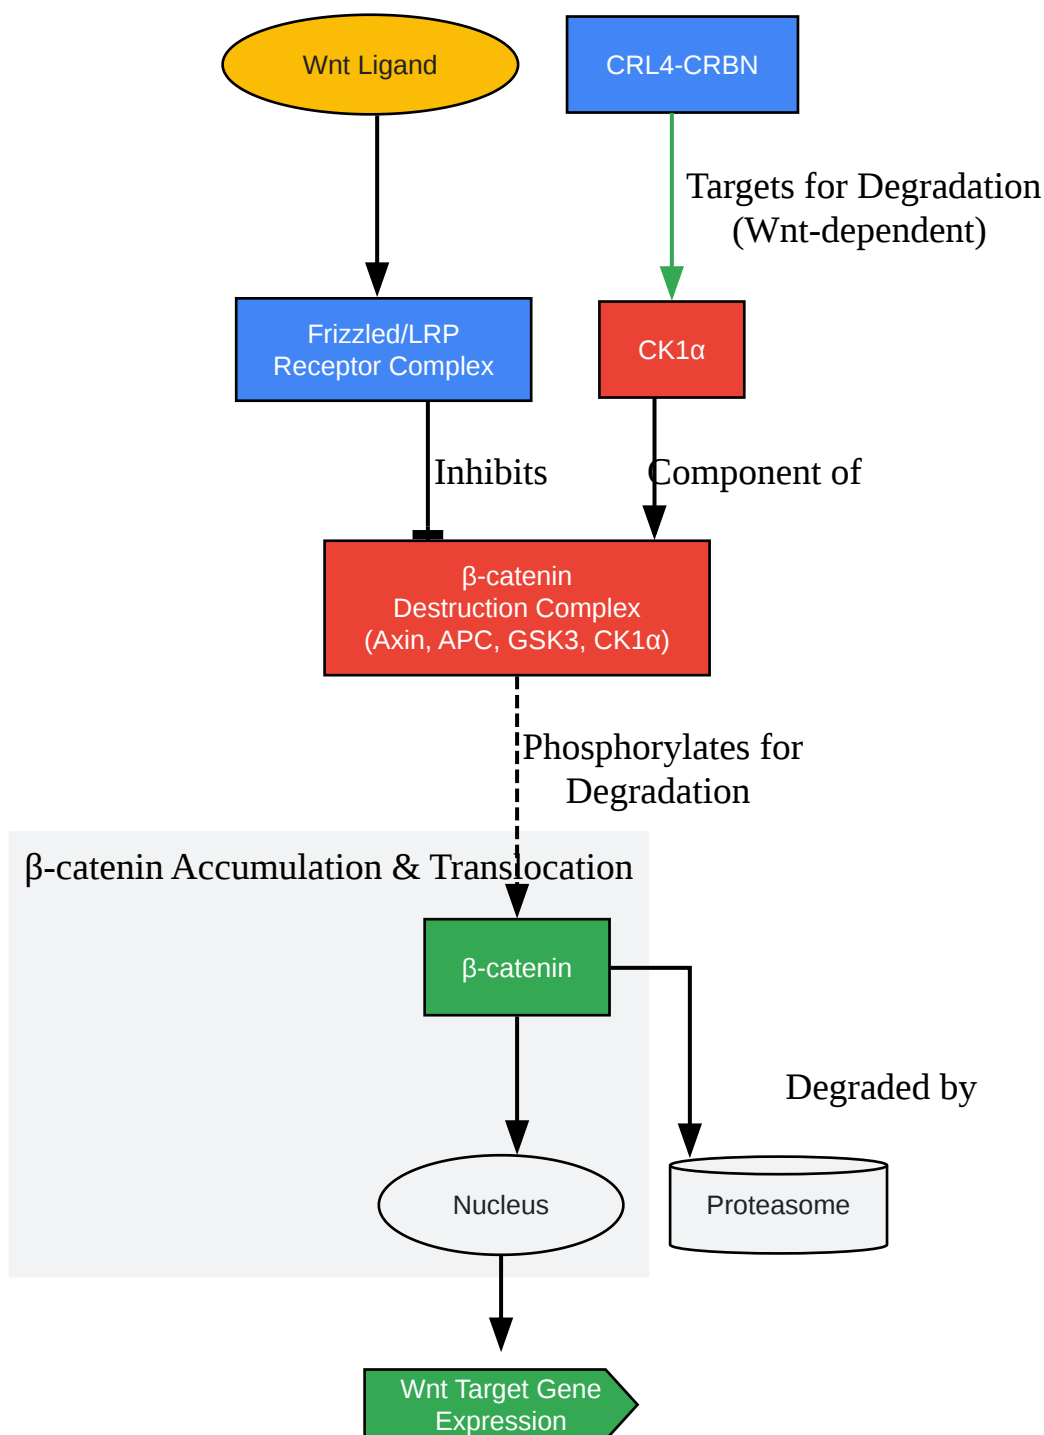 Wnt Ligand
CRL4-CRBN
Targets for Degradation
(Wnt-dependent)
Frizzled/LRP
Receptor Complex
CK1α
Inhibits
Component of
β-catenin
Destruction Complex
(Axin, APC, GSK3, CK1α)
Phosphorylates for
Degradation
β-catenin Accumulation & Translocation
β-catenin
Degraded by
Nucleus
Proteasome
Wnt Target Gene
Expression